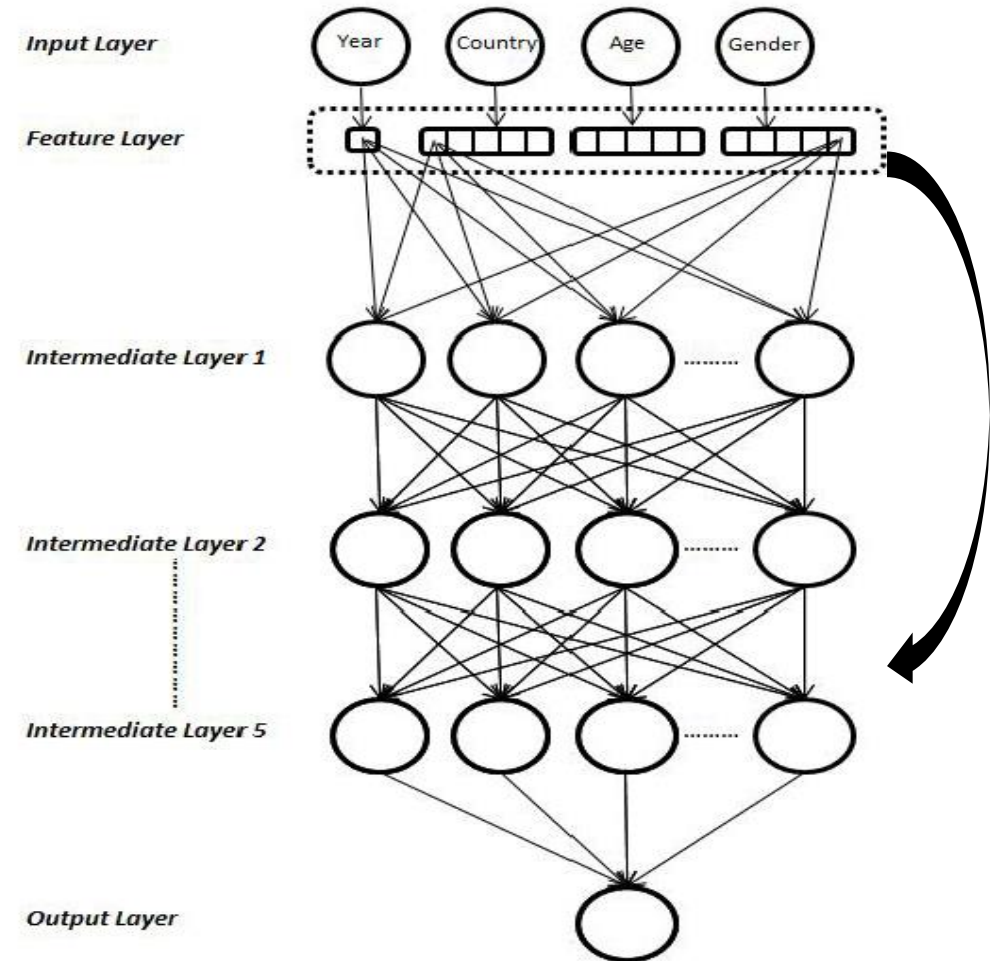 Input Layer
Year
Country
Age
Gender
Feature Layer
Intermediate Layer 1
Intermediate Layer 2
Intermediate Layer 5
Output Layer